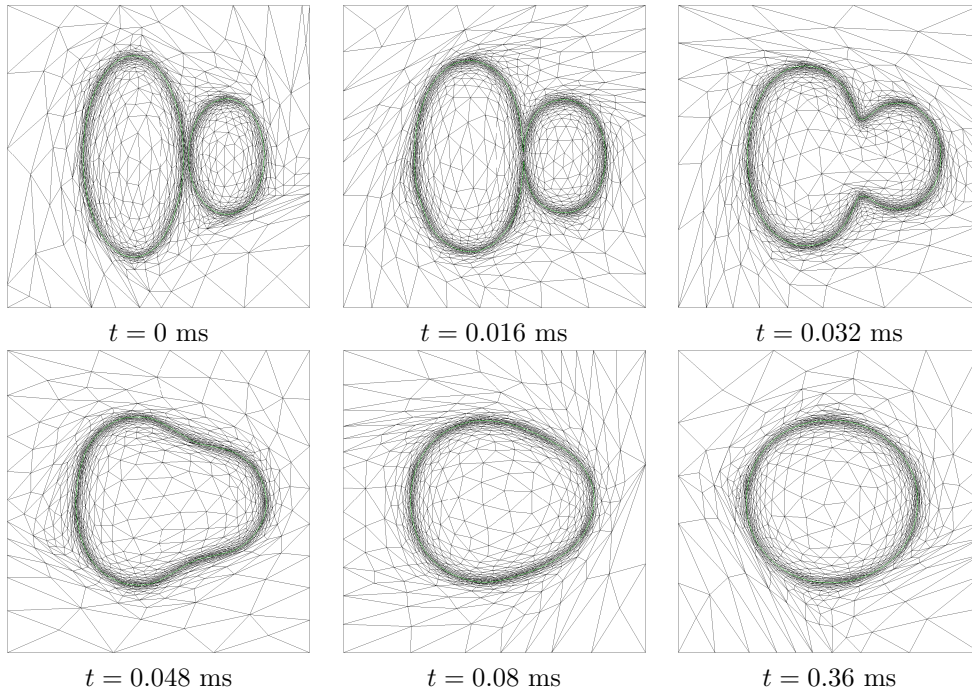 t = 0 ms
t = 0.016 ms
t = 0.032 ms
t = 0.048 ms
t = 0.08 ms
t = 0.36 ms